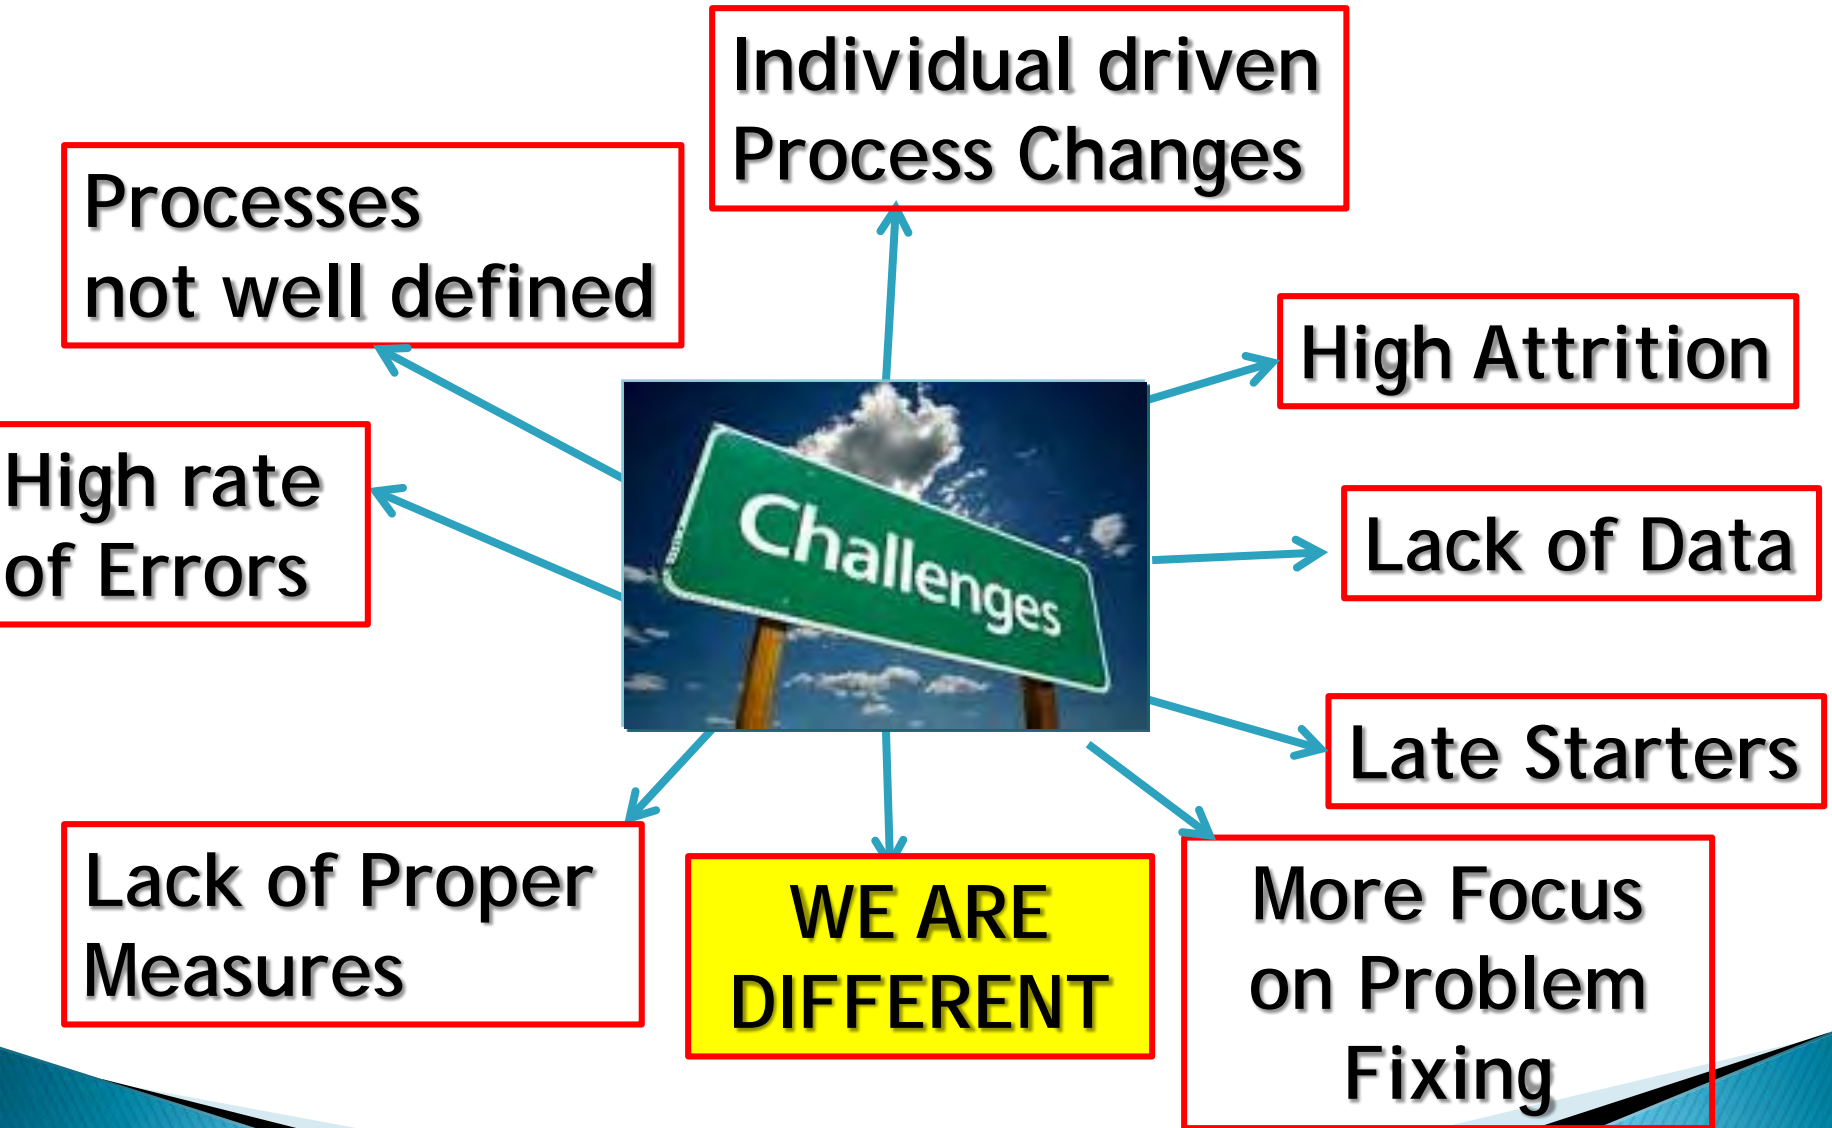 Individual driven
Process Changes
Processes
not well defined
High Attrition
High rate
of Errors
Challenges
Lack of Data
Late Starters
Lack of Proper
Measures
WE ARE
DIFFERENT
More Focus
on Problem
Fixing